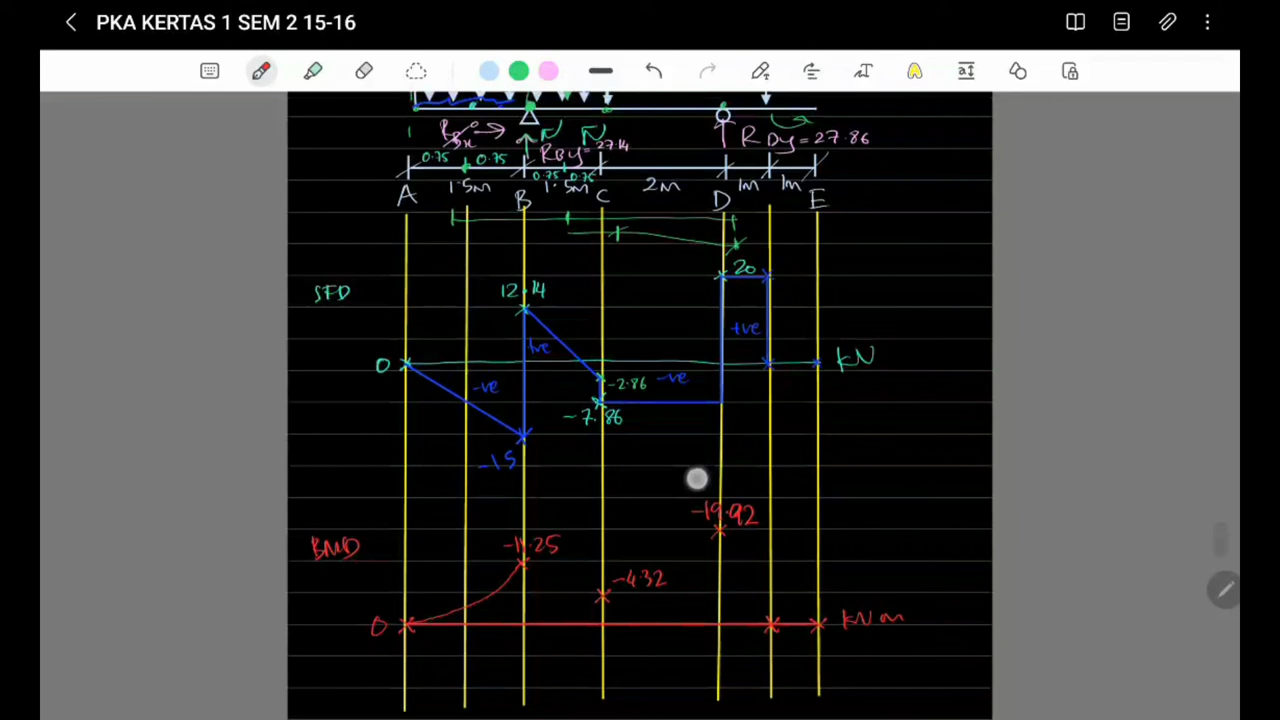 PKA KERTAS 1 SEM 2 15-16
RBx RBy=27.14 RDy=27.86
0.75 0.75 0.75 0.75
1.5m 1.5m 2m 1m 1m
A B C D E
20
SFD 12.14
+ve
+ve
0 kN
-ve -2.86 -ve
-7.86
-15
-19.92
BMD -11.25
-4.32
0 kNm